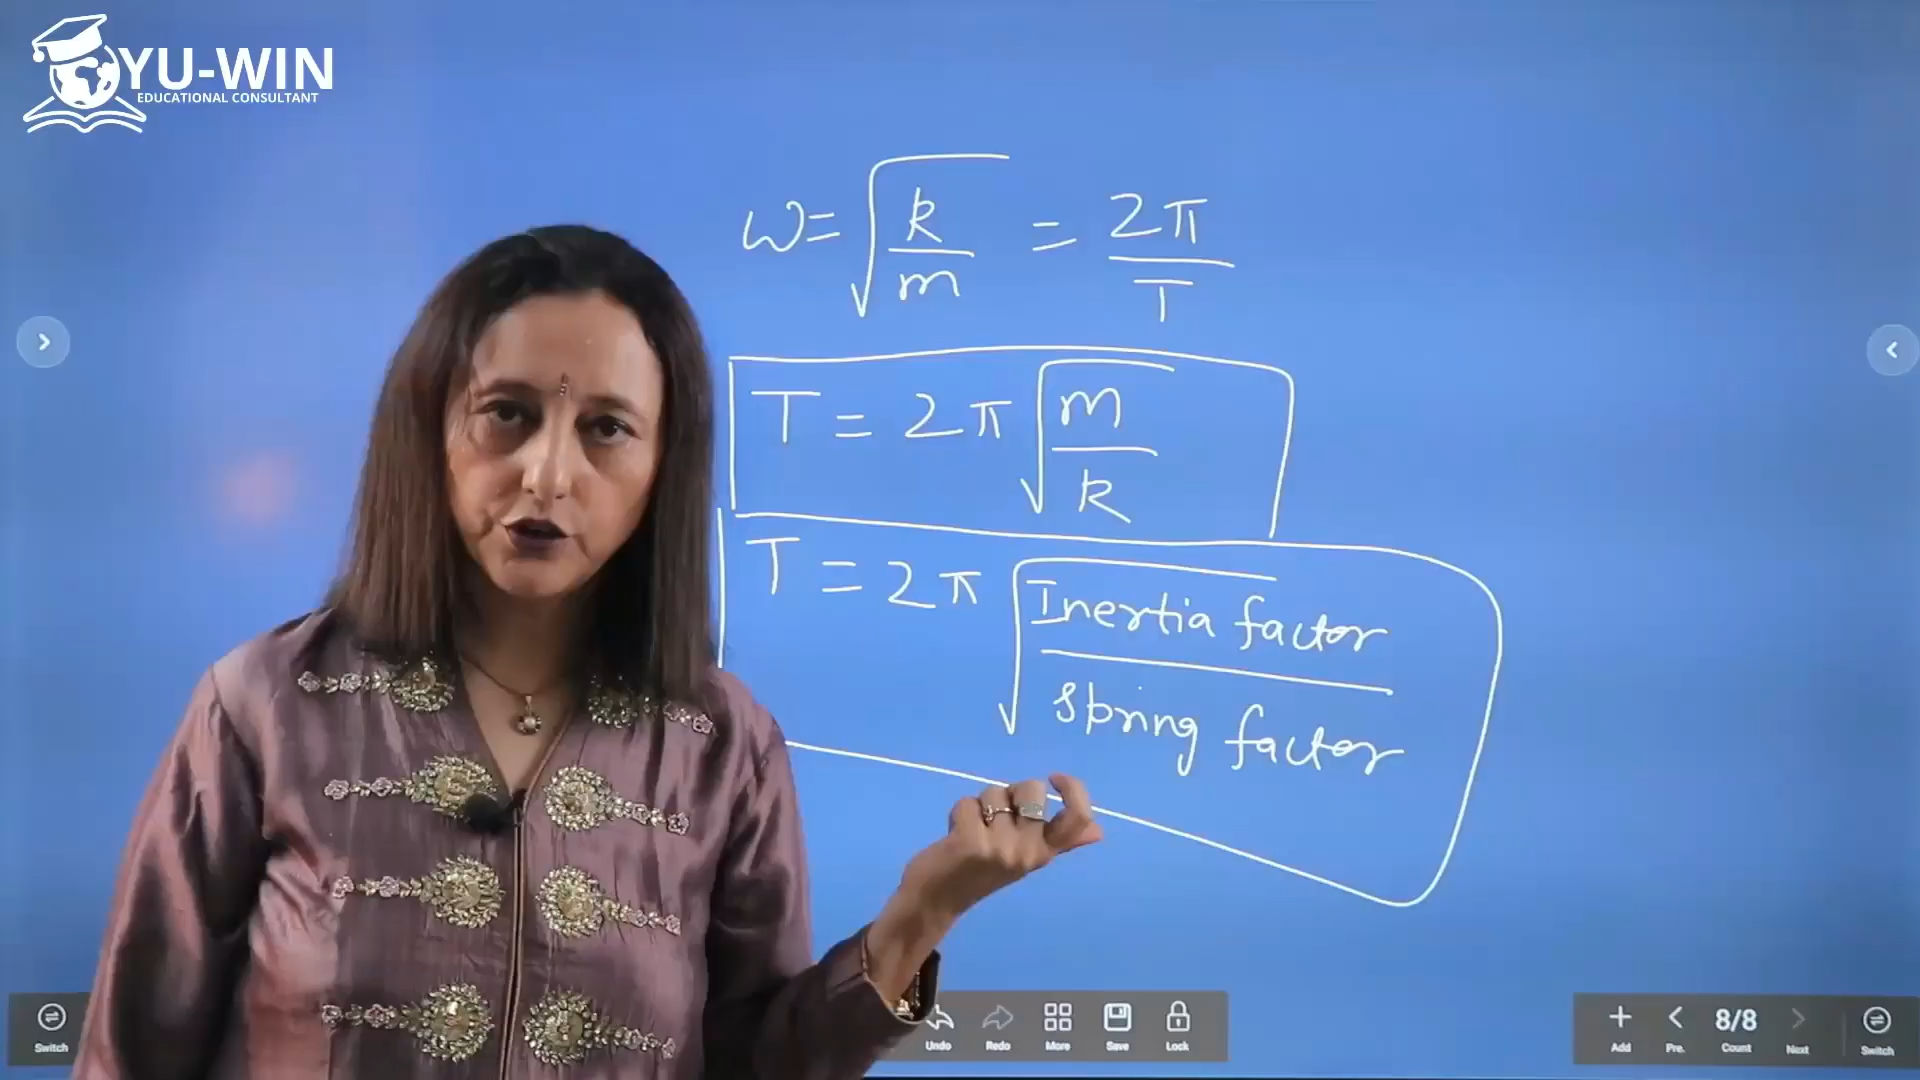 YU-WIN
EDUCATIONAL CONSULTANT
ω = √(k/m) = 2π/T
T = 2π √(m/k)
T = 2π √(Inertia factor/Spring factor)
Switch
Undo
Redo
More
Save
Lock
Add
Pre.
8/8
Count
Next
Switch